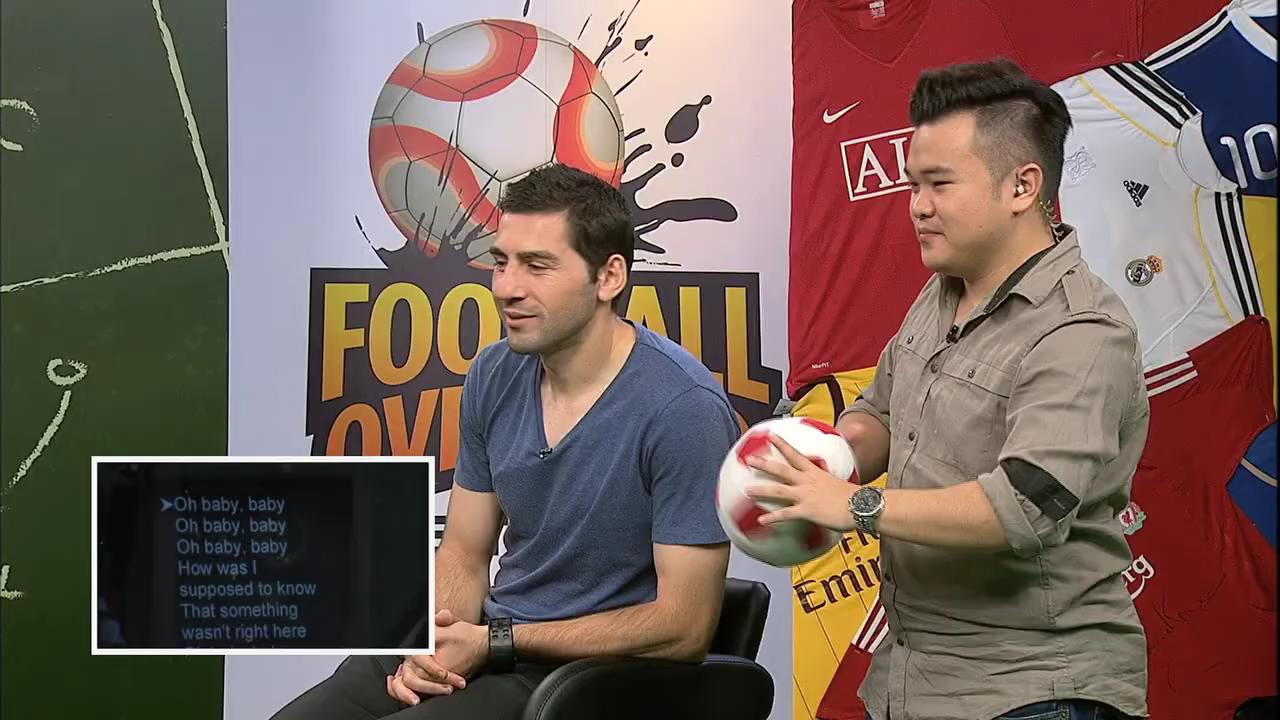 FOO ALL
OVE
AI
10
Emir
➤Oh baby, baby
Oh baby, baby
Oh baby, baby
How was I
supposed to know
That something
wasn't right here